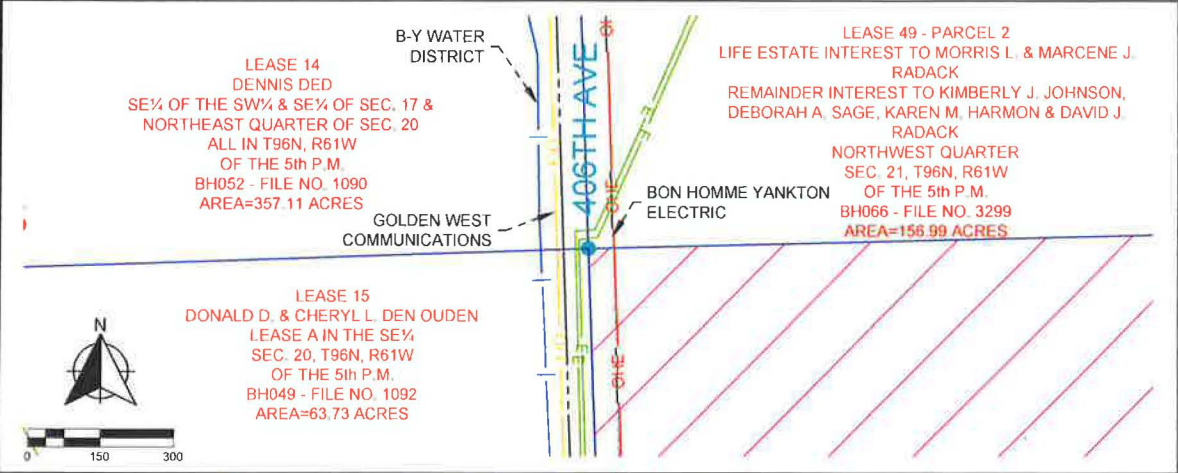 B-Y WATER
DISTRICT
LEASE 14
DENNIS DED
SE¼ OF THE SW¼ & SE¼ OF SEC. 17 &
NORTHEAST QUARTER OF SEC. 20
ALL IN T96N, R61W
OF THE 5th P.M.
BH052 - FILE NO. 1090
AREA=357.11 ACRES
GOLDEN WEST
COMMUNICATIONS
406TH AVE
LEASE 49 - PARCEL 2
LIFE ESTATE INTEREST TO MORRIS L. & MARCENE J.
RADACK
REMAINDER INTEREST TO KIMBERLY J. JOHNSON,
DEBORAH A. SAGE, KAREN M. HARMON & DAVID J.
RADACK
NORTHWEST QUARTER
SEC. 21, T96N, R61W
OF THE 5th P.M.
BH066 - FILE NO. 3299
AREA=156.99 ACRES
BON HOMME YANKTON
ELECTRIC
OHE
OHE
E
E
E
E
LEASE 15
DONALD D. & CHERYL L. DEN OUDEN
LEASE A IN THE SE¼
SEC. 20, T96N, R61W
OF THE 5th P.M.
BH049 - FILE NO. 1092
AREA=63.73 ACRES
N
0 150 300